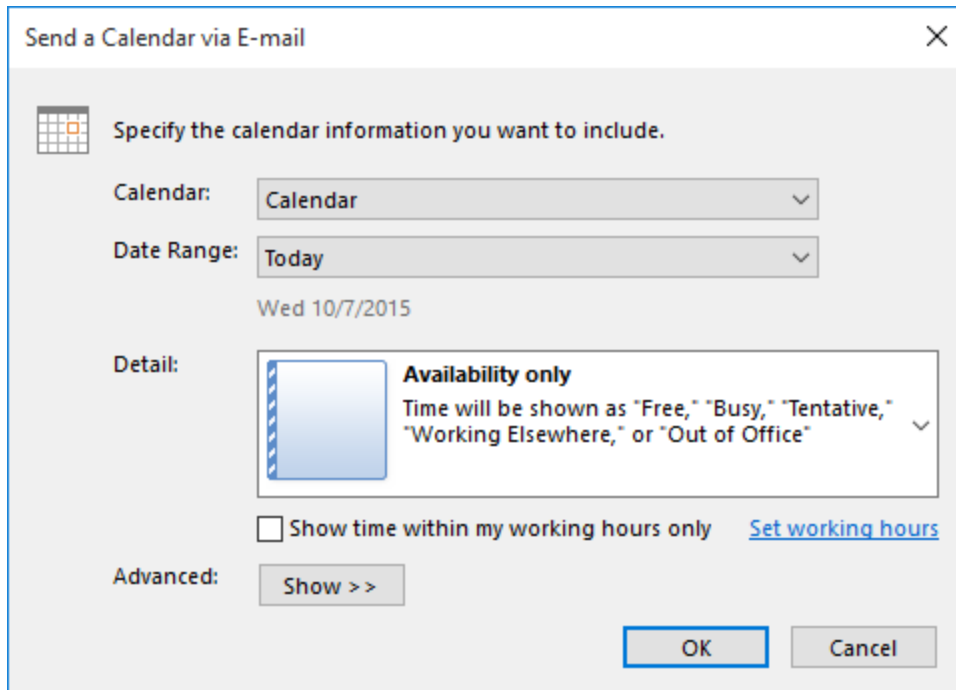 Send a Calendar via E-mail
Specify the calendar information you want to include.
Calendar: Calendar
Date Range: Today
Wed 10/7/2015
Detail: Availability only
Time will be shown as "Free," "Busy," "Tentative,"
"Working Elsewhere," or "Out of Office"
Show time within my working hours only Set working hours
Advanced: Show >>
OK Cancel